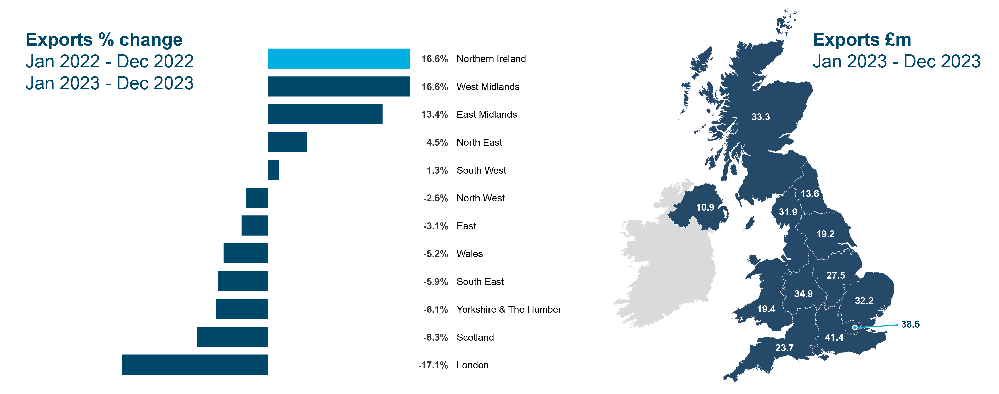 Exports % change
Jan 2022 - Dec 2022
Jan 2023 - Dec 2023
16.6% Northern Ireland
16.6% West Midlands
13.4% East Midlands
4.5% North East
1.3% South West
-2.6% North West
-3.1% East
-5.2% Wales
-5.9% South East
-6.1% Yorkshire & The Humber
-8.3% Scotland
-17.1% London
Exports £m
Jan 2023 - Dec 2023
33.3
13.6
10.9
31.9
19.2
27.5
34.9
32.2
19.4
38.6
41.4
23.7